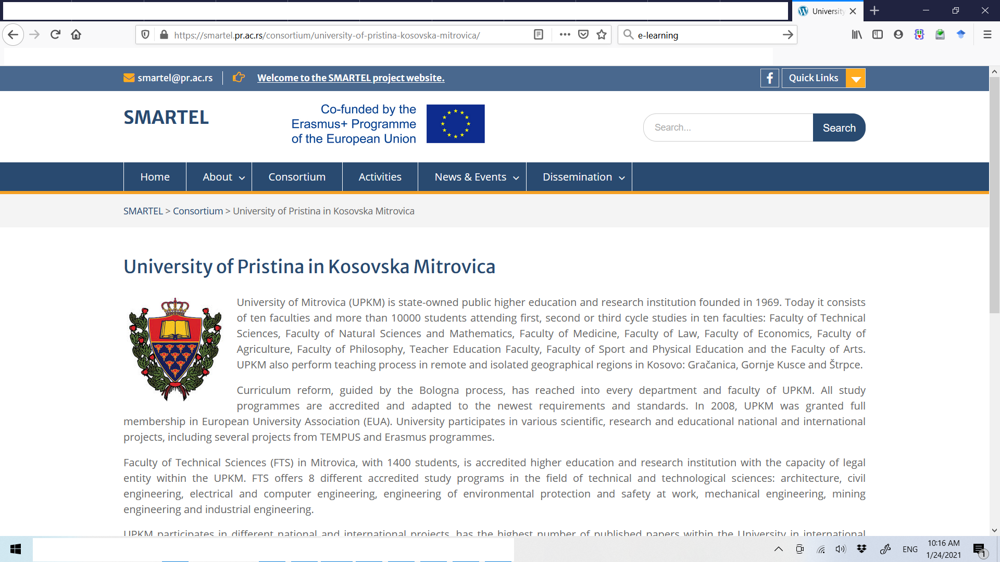 University
https://smartel.pr.ac.rs/consortium/university-of-pristina-kosovska-mitrovica/
e-learning
smartel@pr.ac.rs
Welcome to the SMARTEL project website.
Quick Links
SMARTEL
Co-funded by the
Erasmus+ Programme
of the European Union
Search...
Search
Home
About
Consortium
Activities
News & Events
Dissemination
SMARTEL > Consortium > University of Pristina in Kosovska Mitrovica
University of Pristina in Kosovska Mitrovica
University of Mitrovica (UPKM) is state-owned public higher education and research institution founded in 1969. Today it consists
of ten faculties and more than 10000 students attending first, second or third cycle studies in ten faculties: Faculty of Technical
Sciences, Faculty of Natural Sciences and Mathematics, Faculty of Medicine, Faculty of Law, Faculty of Economics, Faculty of
Agriculture, Faculty of Philosophy, Teacher Education Faculty, Faculty of Sport and Physical Education and the Faculty of Arts.
UPKM also perform teaching process in remote and isolated geographical regions in Kosovo: Gračanica, Gornje Kusce and Štrpce.
Curriculum reform, guided by the Bologna process, has reached into every department and faculty of UPKM. All study
programmes are accredited and adapted to the newest requirements and standards. In 2008, UPKM was granted full
membership in European University Association (EUA). University participates in various scientific, research and educational national and international
projects, including several projects from TEMPUS and Erasmus programmes.
Faculty of Technical Sciences (FTS) in Mitrovica, with 1400 students, is accredited higher education and research institution with the capacity of legal
entity within the UPKM. FTS offers 8 different accredited study programs in the field of technical and technological sciences: architecture, civil
engineering, electrical and computer engineering, engineering of environmental protection and safety at work, mechanical engineering, mining
engineering and industrial engineering.
UPKM participates in different national and international projects, has the highest number of published papers within the University in international
ENG
10:16 AM
1/24/2021
1